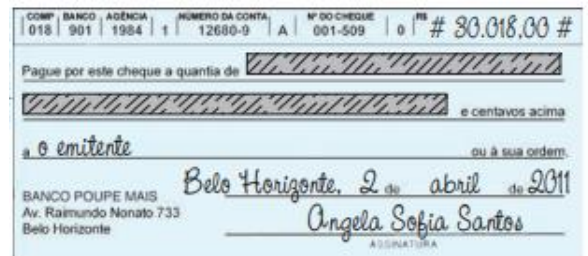 COMP BANCO AGÊNCIA NÚMERO DA CONTA Nº DO CHEQUE R$
018 901 1984 1 12680-9 A 001-509 0 # 30.018,00 #
Pague por este cheque a quantia de
e centavos acima
a o emitente ou à sua ordem.
Belo Horizonte, 2 de abril de 2011
BANCO POUPE MAIS
Av. Raimundo Nonato 733
Belo Horizonte
Angela Sofia Santos
ASSINATURA